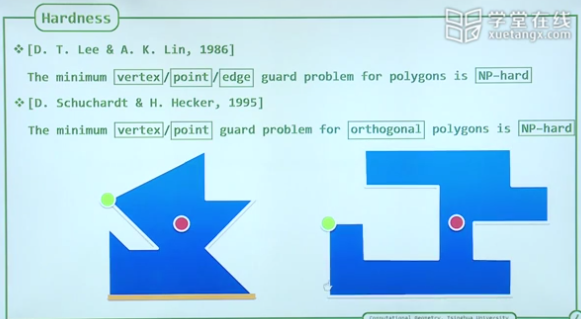 Hardness
学堂在线
xuetangx.com
❖[D. T. Lee & A. K. Lin, 1986]
The minimum vertex/point/edge guard problem for polygons is NP-hard
❖[D. Schuchardt & H. Hecker, 1995]
The minimum vertex/point guard problem for orthogonal polygons is NP-hard
Computational Geometry, Tsinghua University